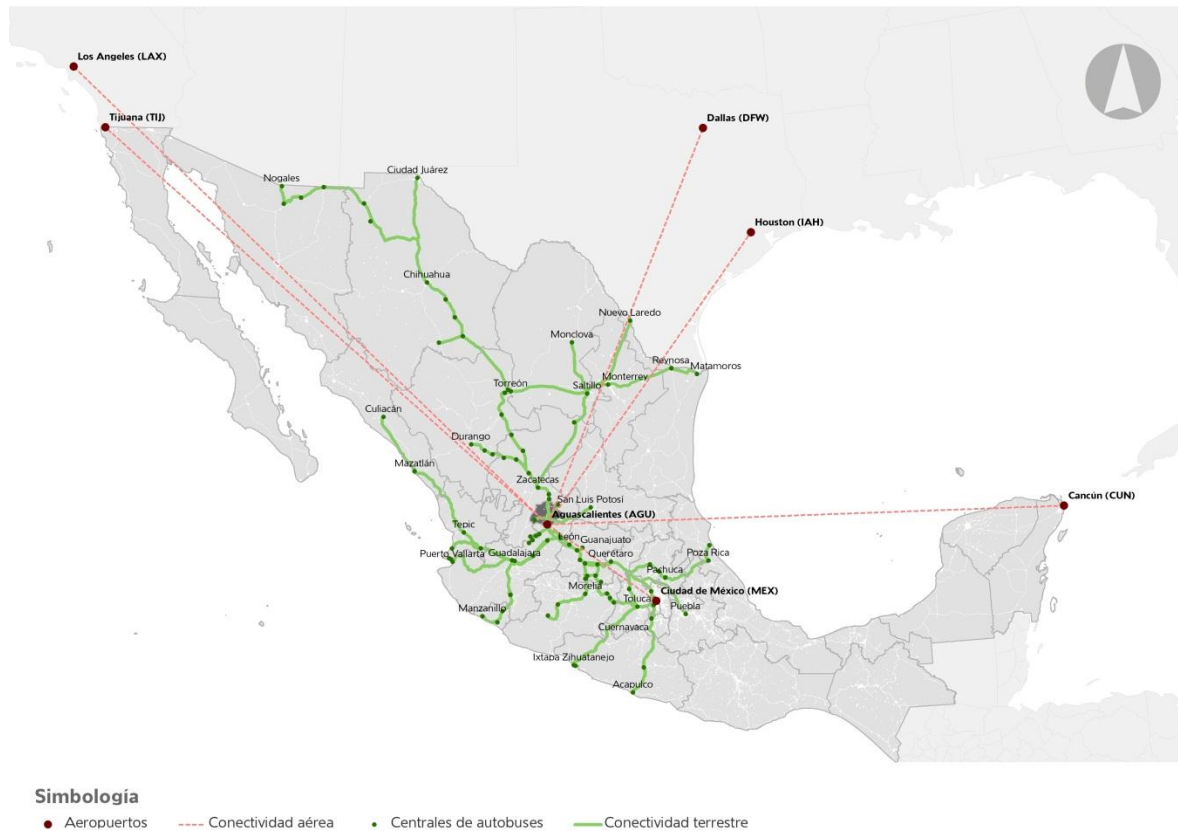 Los Angeles (LAX)
Tijuana (TIJ)
Dallas (DFW)
Nogales
Ciudad Juárez
Houston (IAH)
Chihuahua
Nuevo Laredo
Monclova
Reynosa
Matamoros
Torreón
Saltillo
Monterrey
Culiacán
Durango
Mazatlán
Zacatecas
San Luis Potosí
Cancún (CUN)
Aguascalientes (AGU)
Tepic
León
Guanajuato
Puerto Vallarta
Guadalajara
Querétaro
Poza Rica
Pachuca
Morelia
Ciudad de México (MEX)
Toluca
Puebla
Manzanillo
Cuernavaca
Ixtapa Zihuatanejo
Acapulco
Simbología
Aeropuertos
Conectividad aérea
Centrales de autobuses
Conectividad terrestre